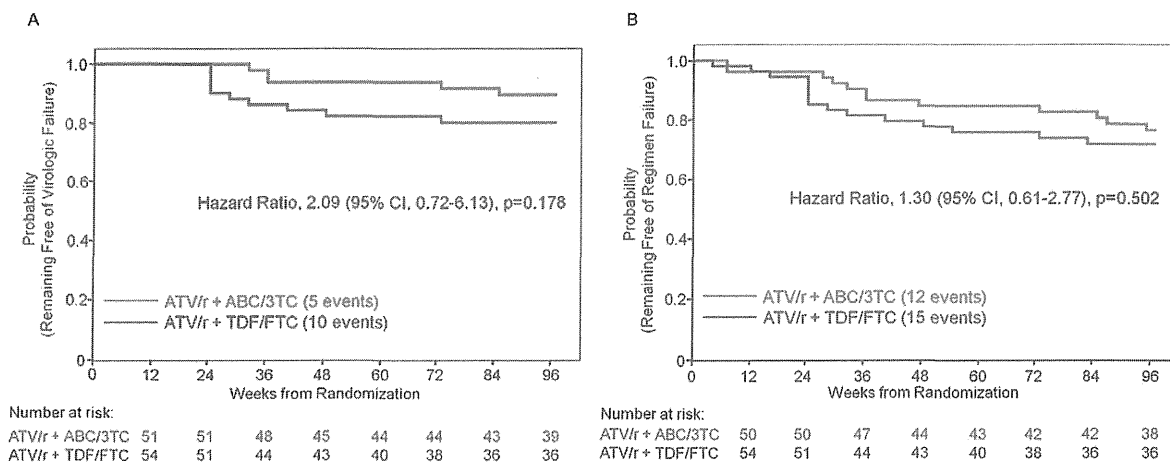 A
Probability
(Remaining Free of Virologic Failure)
1.0
0.8
0.6
0.4
0.2
0
Hazard Ratio, 2.09 (95% CI, 0.72-6.13), p=0.178
ATV/r + ABC/3TC (5 events)
ATV/r + TDF/FTC (10 events)
0 12 24 36 48 60 72 84 96
Weeks from Randomization
Number at risk:
ATV/r + ABC/3TC 51 51 48 45 44 44 43 39
ATV/r + TDF/FTC 54 51 44 43 40 38 36 36
B
Probability
(Remaining Free of Regimen Failure)
1.0
0.8
0.6
0.4
0.2
0
Hazard Ratio, 1.30 (95% CI, 0.61-2.77), p=0.502
ATV/r + ABC/3TC (12 events)
ATV/r + TDF/FTC (15 events)
0 12 24 36 48 60 72 84 96
Weeks from Randomization
Number at risk:
ATV/r + ABC/3TC 50 50 47 44 43 42 42 38
ATV/r + TDF/FTC 54 51 44 43 40 38 36 36